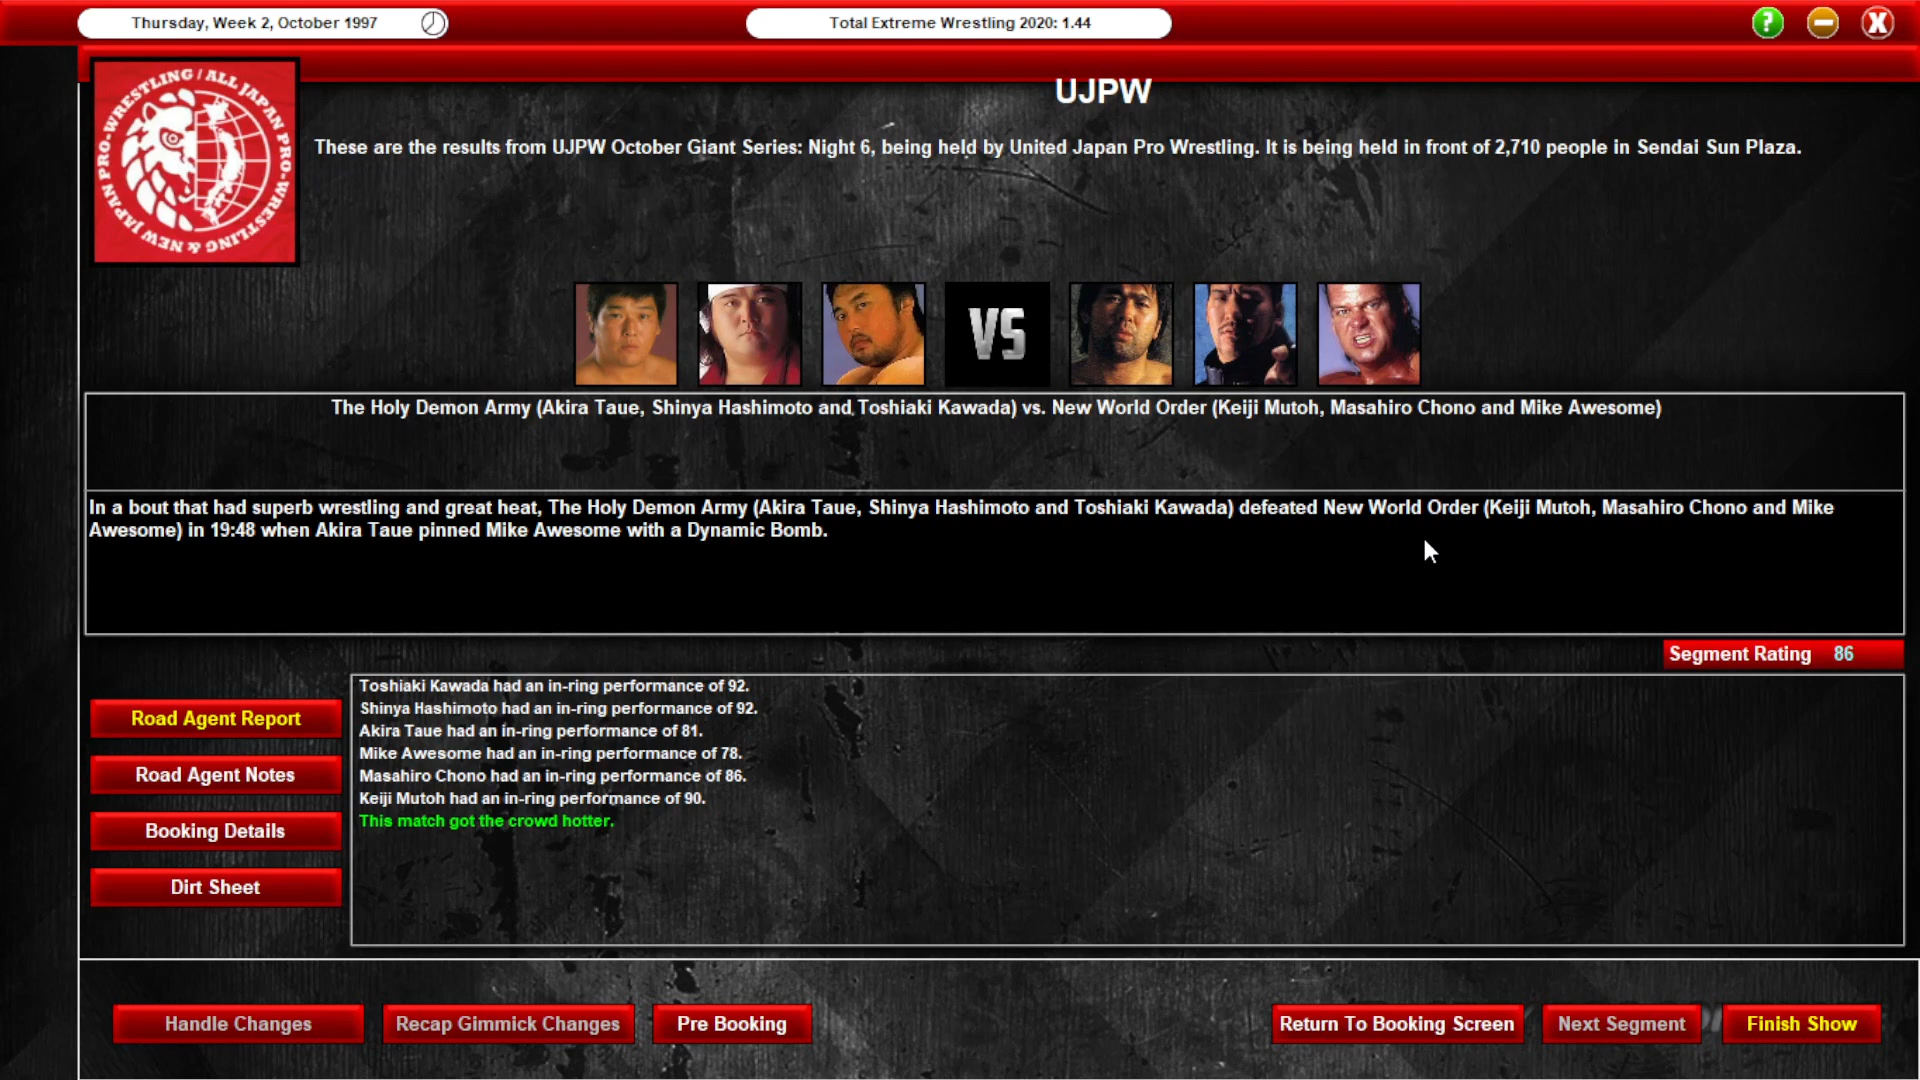 Thursday, Week 2, October 1997
Total Extreme Wrestling 2020: 1.44
?
X
NEW JAPAN PRO-WRESTLING / ALL JAPAN PRO-WRESTLING &
UJPW
These are the results from UJPW October Giant Series: Night 6, being held by United Japan Pro Wrestling. It is being held in front of 2,710 people in Sendai Sun Plaza.
VS
The Holy Demon Army (Akira Taue, Shinya Hashimoto and Toshiaki Kawada) vs. New World Order (Keiji Mutoh, Masahiro Chono and Mike Awesome)
In a bout that had superb wrestling and great heat, The Holy Demon Army (Akira Taue, Shinya Hashimoto and Toshiaki Kawada) defeated New World Order (Keiji Mutoh, Masahiro Chono and Mike
Awesome) in 19:48 when Akira Taue pinned Mike Awesome with a Dynamic Bomb.
Segment Rating 86
Road Agent Report
Road Agent Notes
Booking Details
Dirt Sheet
Toshiaki Kawada had an in-ring performance of 92.
Shinya Hashimoto had an in-ring performance of 92.
Akira Taue had an in-ring performance of 81.
Mike Awesome had an in-ring performance of 78.
Masahiro Chono had an in-ring performance of 86.
Keiji Mutoh had an in-ring performance of 90.
This match got the crowd hotter.
Handle Changes
Recap Gimmick Changes
Pre Booking
Return To Booking Screen
Next Segment
Finish Show